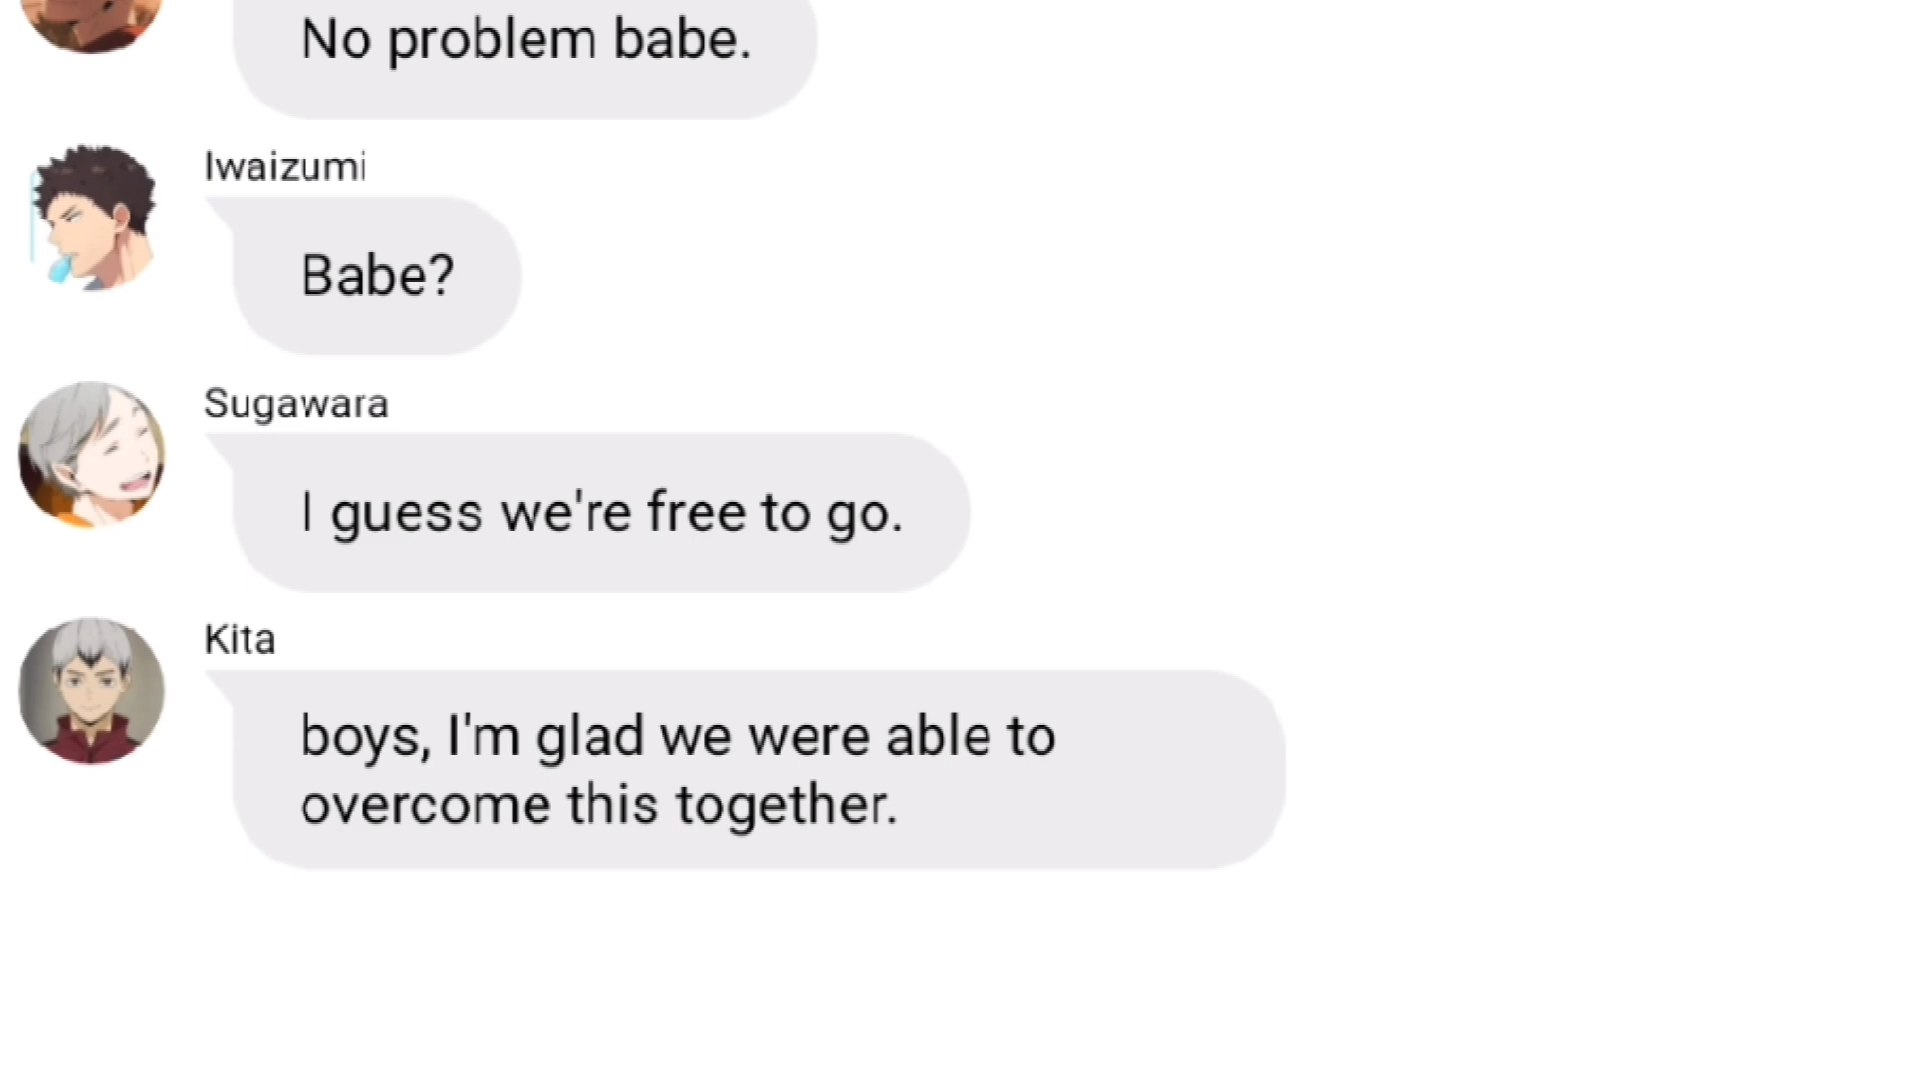 No problem babe.
Iwaizumi
Babe?
Sugawara
I guess we're free to go.
Kita
boys, I'm glad we were able to
overcome this together.